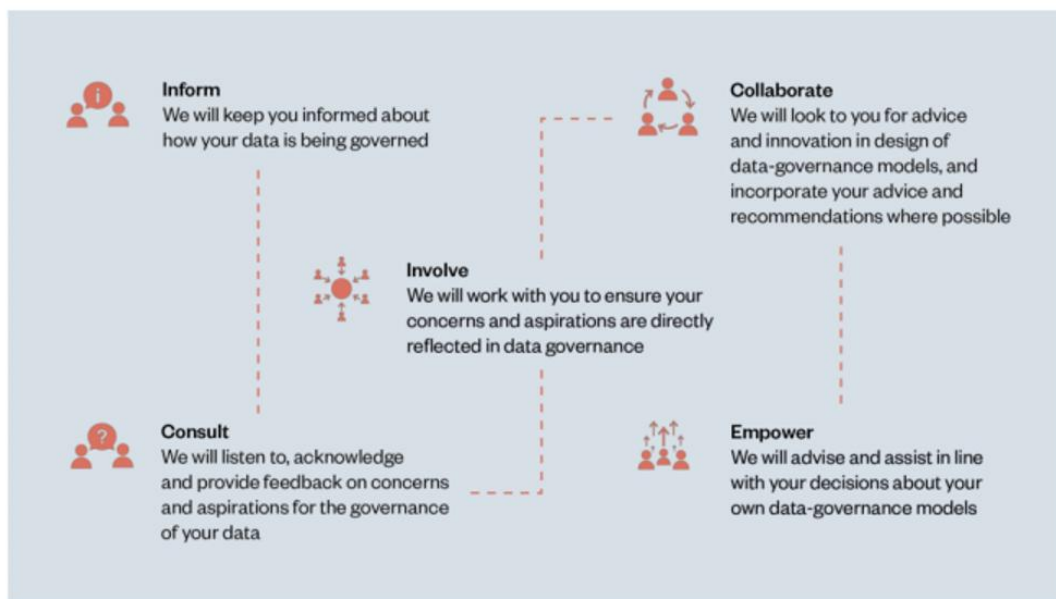 Inform
We will keep you informed about
how your data is being governed
Consult
We will listen to, acknowledge
and provide feedback on concerns
and aspirations for the governance
of your data
Involve
We will work with you to ensure your
concerns and aspirations are directly
reflected in data governance
Collaborate
We will look to you for advice
and innovation in design of
data-governance models, and
incorporate your advice and
recommendations where possible
Empower
We will advise and assist in line
with your decisions about your
own data-governance models